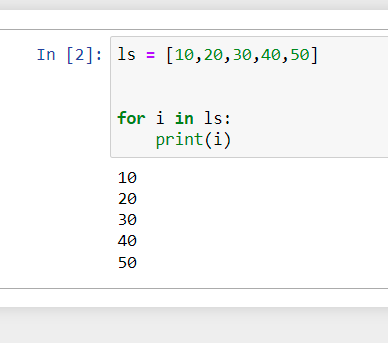 In [2]: ls = [10,20,30,40,50]
for i in ls:
    print(i)
10
20
30
40
50